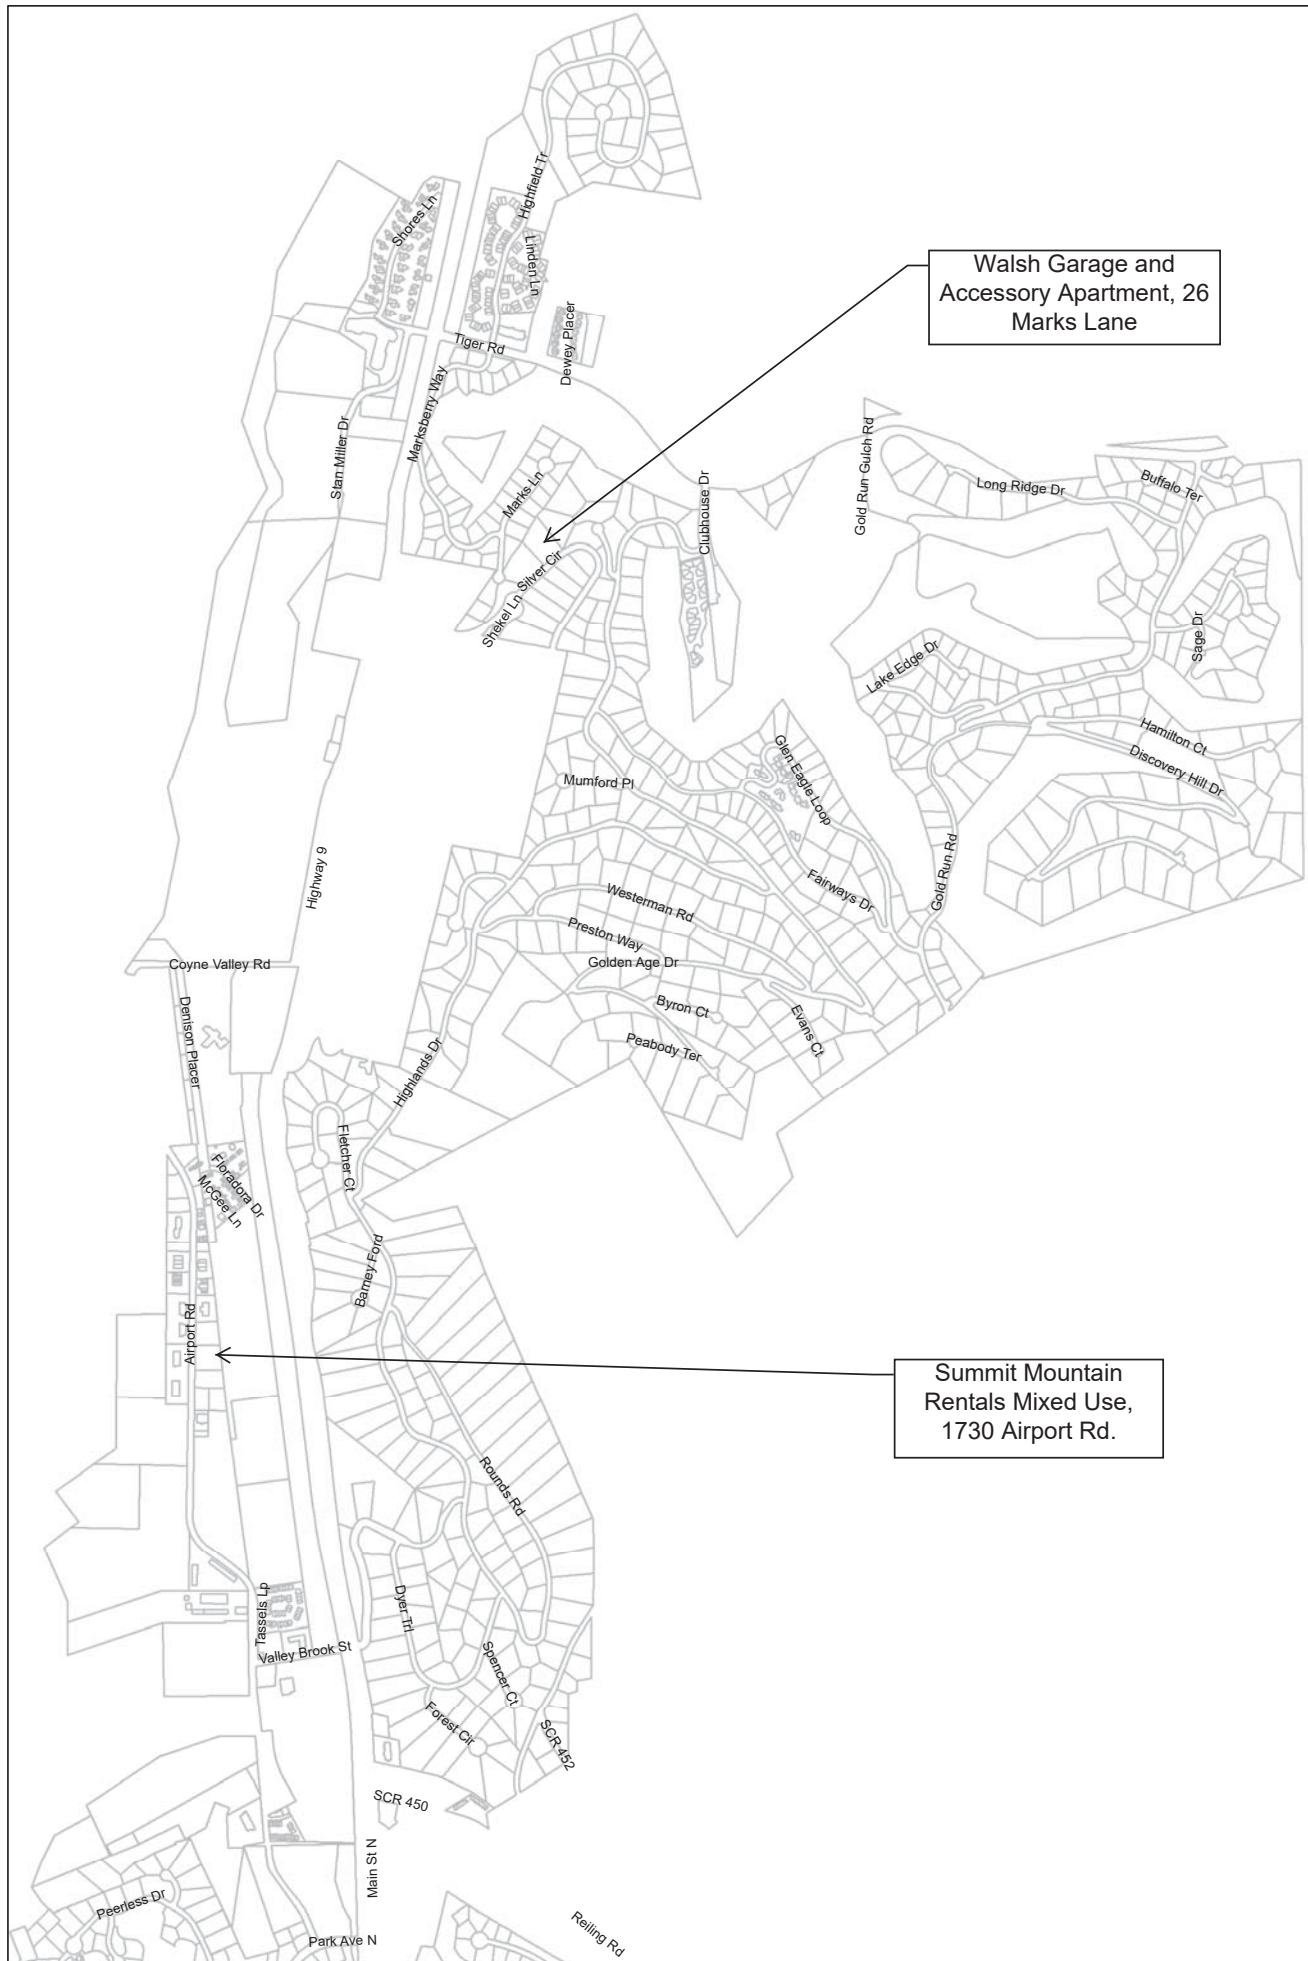 Highfield Tr
Shores Ln
Linden Ln
Walsh Garage and
Accessory Apartment, 26
Marks Lane
Tiger Rd
Dewey Placer
Marksberry Way
Stan Miller Dr
Gold Run Gulch Rd
Clubhouse Dr
Long Ridge Dr
Buffalo Ter
Marks Ln
Silver Cir
Shekel Ln
Sage Dr
Lake Edge Dr
Hamilton Ct
Discovery Hill Dr
Glen Eagle Loop
Mumford Pl
Highway 9
Gold Run Rd
Fairways Dr
Westerman Rd
Preston Way
Golden Age Dr
Coyne Valley Rd
Denison Placer
Byron Ct
Evans Ct
Peabody Ter
Highlands Dr
Fletcher Ct
Floradora Dr
McGee Ln
Barney Ford
Airport Rd
Summit Mountain
Rentals Mixed Use,
1730 Airport Rd.
Rounds Rd
Dyer Trl
Tassels Lp
Valley Brook St
Spencer Ct
Forest Cir
SCR 452
SCR 450
Main St N
Peerless Dr
Park Ave N
Reiling Rd